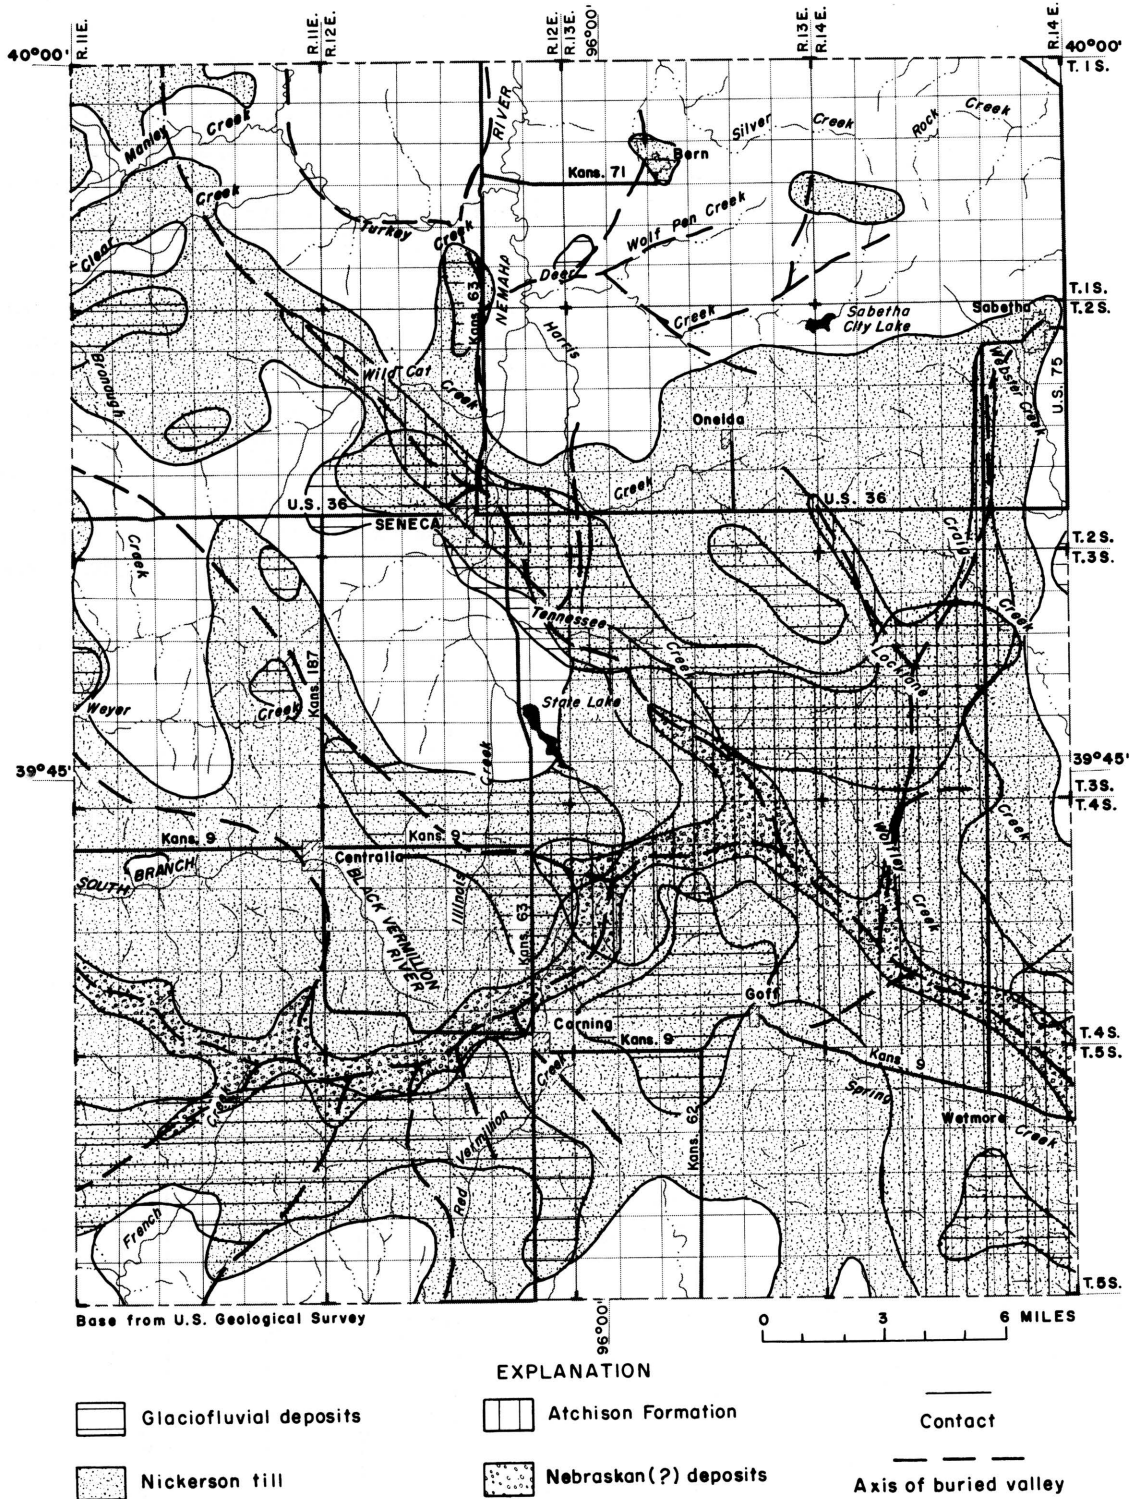 R.11E.
R.11E.
R.12E.
R.12E.
R.13E.
96°00'
R.13E.
R.14E.
R.14E.
40°00'
40°00'
T.1S.
Manley
Creek
RIVER
Silver
Creek
Rock
Creek
Bern
Kans. 71
Creek
Turkey
Creek
Wolf Pen Creek
Clear
Deer
NEMAHA
Kans. 63
Creek
Harris
T.1S.
T.2S.
Sabetha
Sabetha
City Lake
Branough
Wild Cat
Creek
Webster Creek
U.S. 75
Oneida
Creek
U.S. 36
U.S. 36
SENECA
Craig
T.2S.
T.3S.
Creek
Tennessee
Creek
Creek
Locklane
Kans. 187
Weyer
Creek
State Lake
Creek
39°45'
39°45'
T.3S.
T.4S.
Kans. 9
Kans. 9
Centralia
Creek
SOUTH
BRANCH
BLACK VERMILLION
RIVER
Illinois
Kans. 63
Creek
Goff
Corning
Kans. 9
Kans. 9
T.4S.
T.5S.
Creek
Creek
Spring
Wetmore
Creek
Vermillion
Red
Kans. 62
French
T.5S.
Base from U.S. Geological Survey
96°00'
0 3 6 MILES
EXPLANATION
Glaciofluvial deposits
Atchison Formation
Contact
Nickerson till
Nebraskan(?) deposits
Axis of buried valley